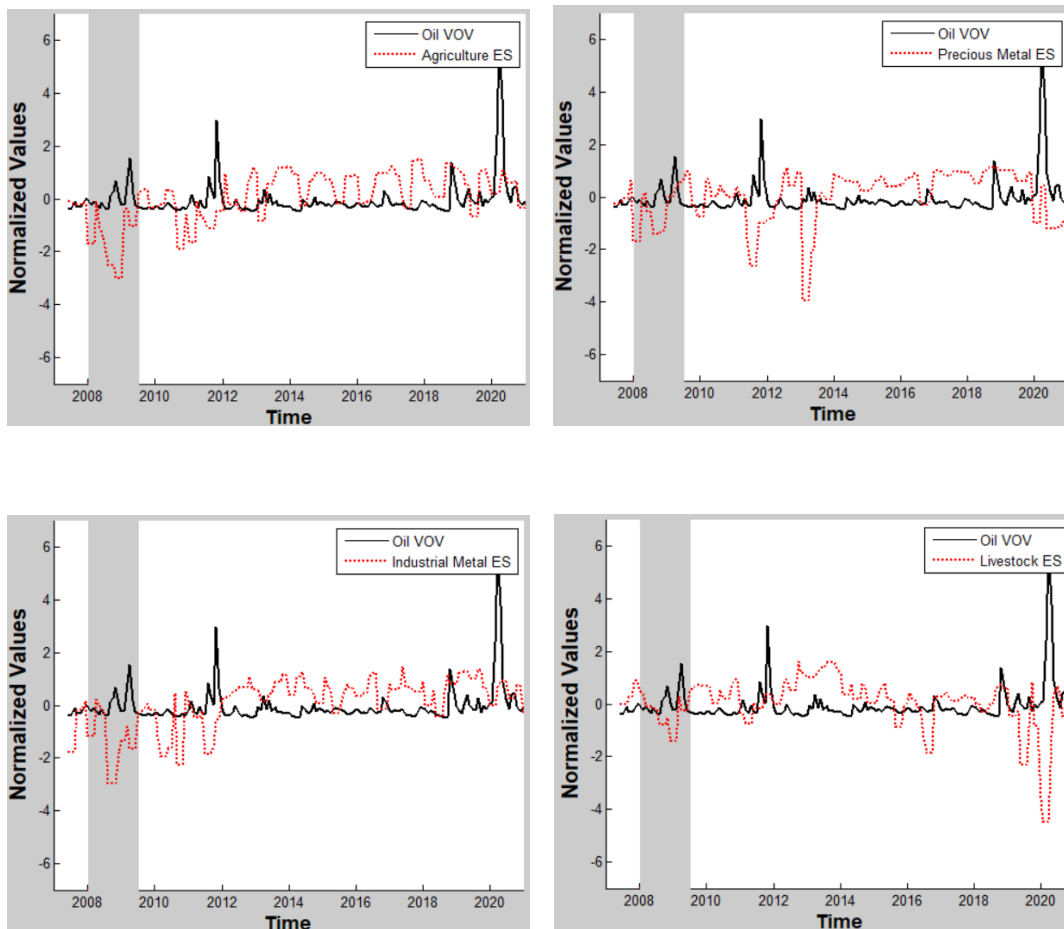 Oil VOV
Agriculture ES
6
4
2
0
-2
-4
-6
Normalized Values
2008 2010 2012 2014 2016 2018 2020
Time
Oil VOV
Precious Metal ES
6
4
2
0
-2
-4
-6
Normalized Values
2008 2010 2012 2014 2016 2018 2020
Time
Oil VOV
Industrial Metal ES
6
4
2
0
-2
-4
-6
Normalized Values
2008 2010 2012 2014 2016 2018 2020
Time
Oil VOV
Livestock ES
6
4
2
0
-2
-4
-6
Normalized Values
2008 2010 2012 2014 2016 2018 2020
Time